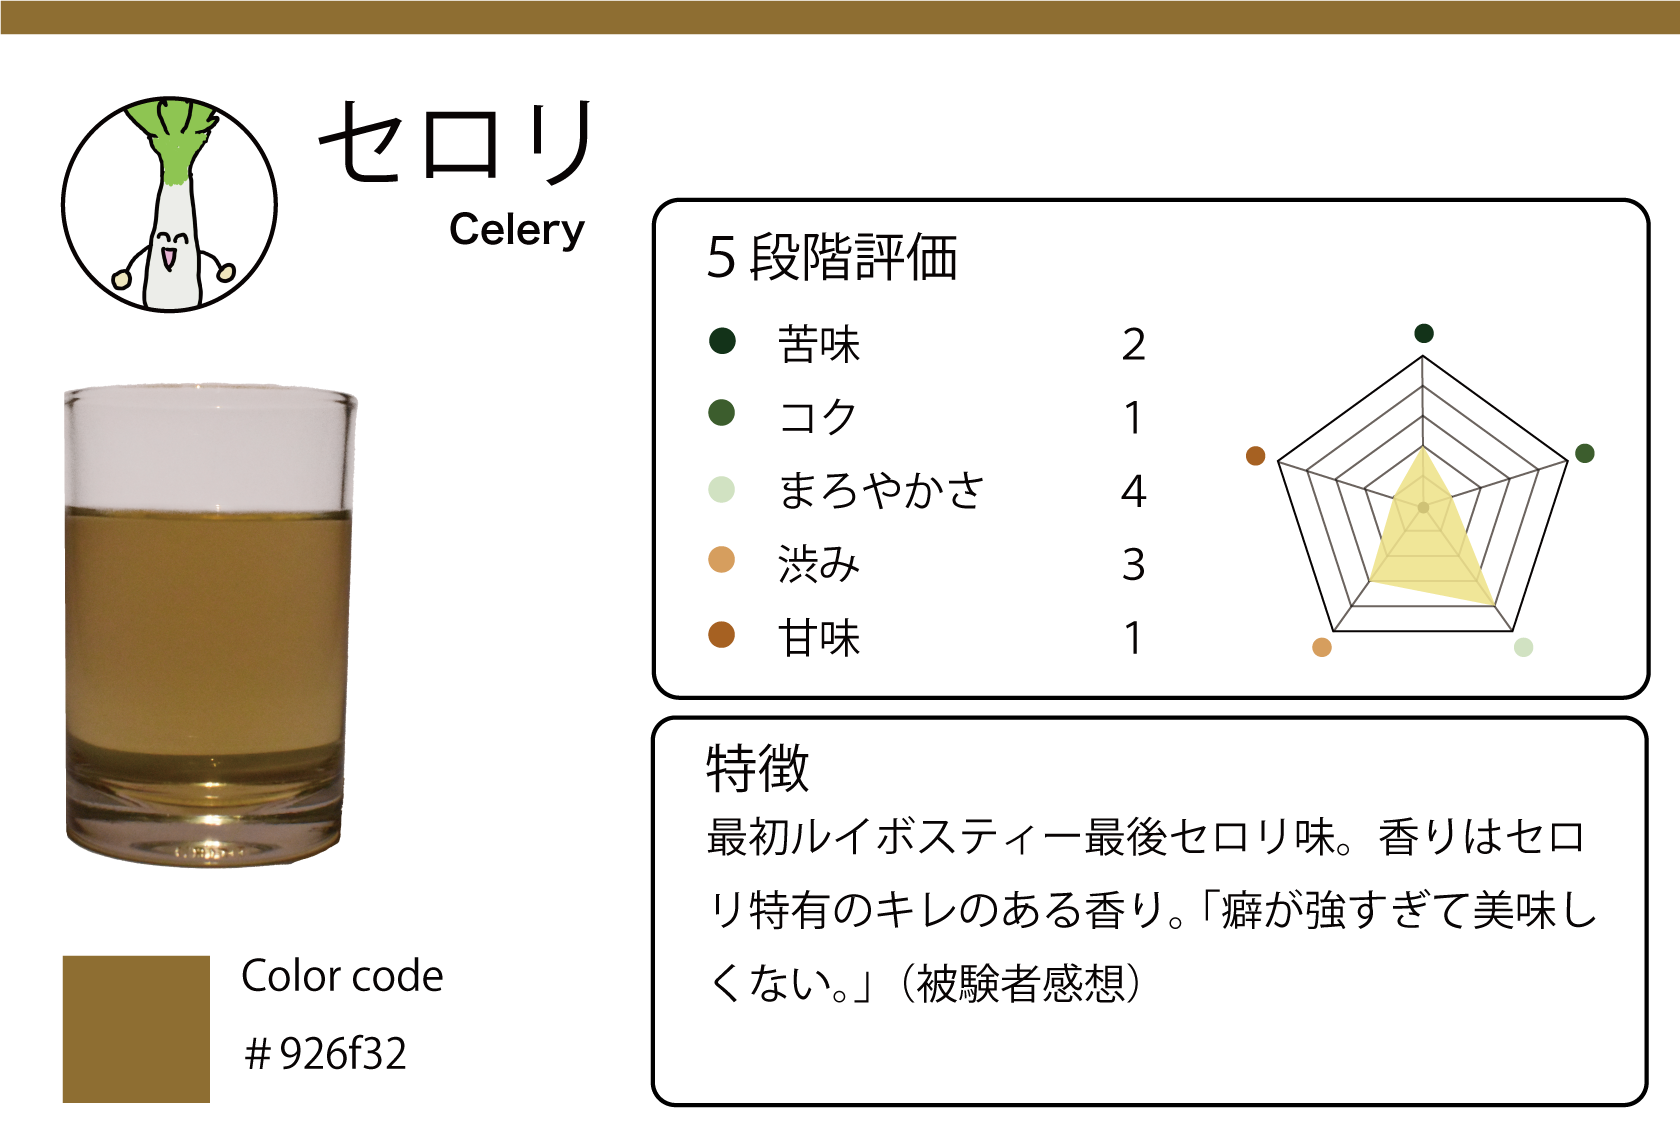 セロリ
Celery
5 段階評価
苦味 2
コク 1
まろやかさ 4
渋み 3
甘味 1
特徴
最初ルイボスティー最後セロリ味。香りはセロ
リ特有のキレのある香り。「癖が強すぎて美味し
くない。」（被験者感想）
Color code
＃926f32